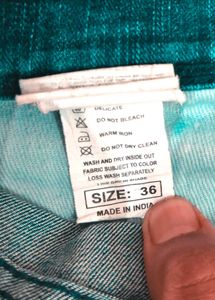 DELICATE
DO NOT BLEACH
WARM IRON
DO NOT DRY CLEAN
WASH AND DRY INSIDE OUT
FABRIC SUBJECT TO COLOR
LOSS WASH SEPARATELY
SIZE: 36
MADE IN INDIA